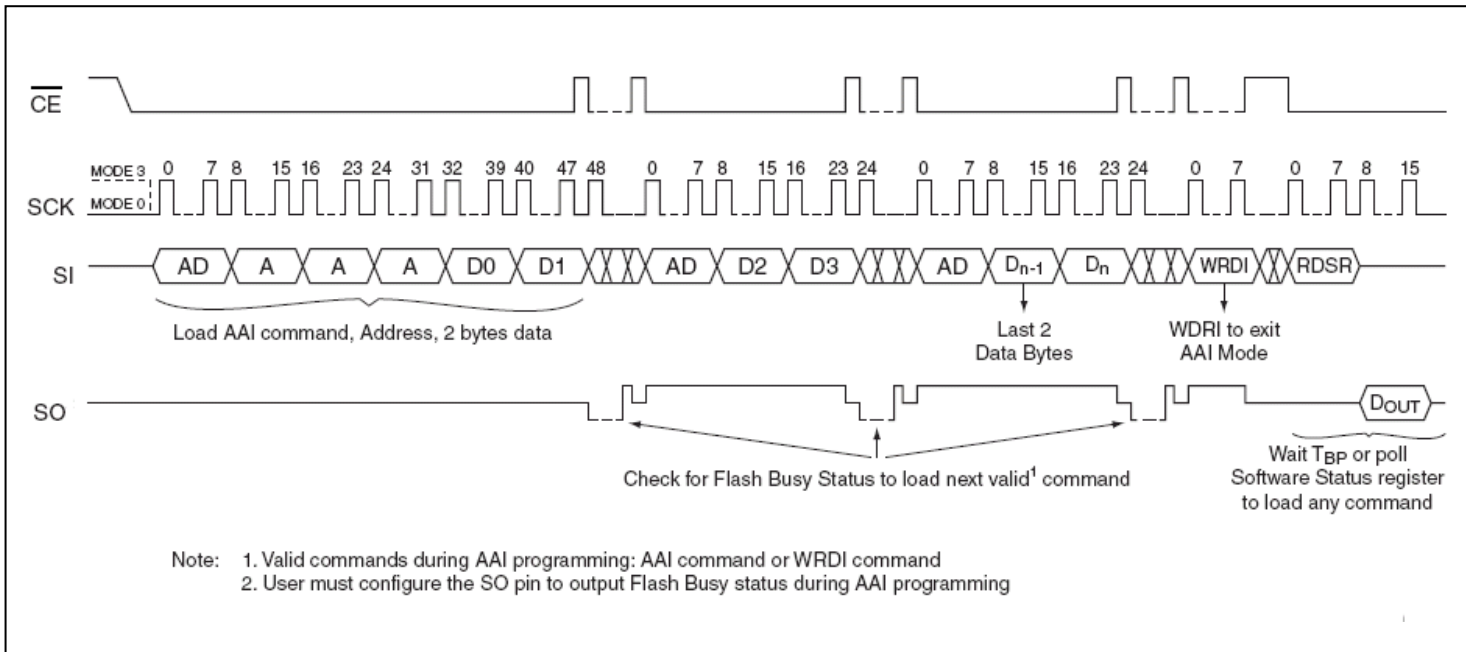 CE
MODE 3 0 7 8 15 16 23 24 31 32 39 40 47 48 0 7 8 15 16 23 24 0 7 8 15 16 23 24 0 7 0 7 8 15
SCK MODE 0
SI AD A A A D0 D1 AD D2 D3 AD Dn-1 Dn WRDI RDSR
Load AAI command, Address, 2 bytes data
Last 2
Data Bytes
WDRI to exit
AAI Mode
SO DOUT
Check for Flash Busy Status to load next valid1 command
Wait TBP or poll
Software Status register
to load any command
Note: 1. Valid commands during AAI programming: AAI command or WRDI command
2. User must configure the SO pin to output Flash Busy status during AAI programming